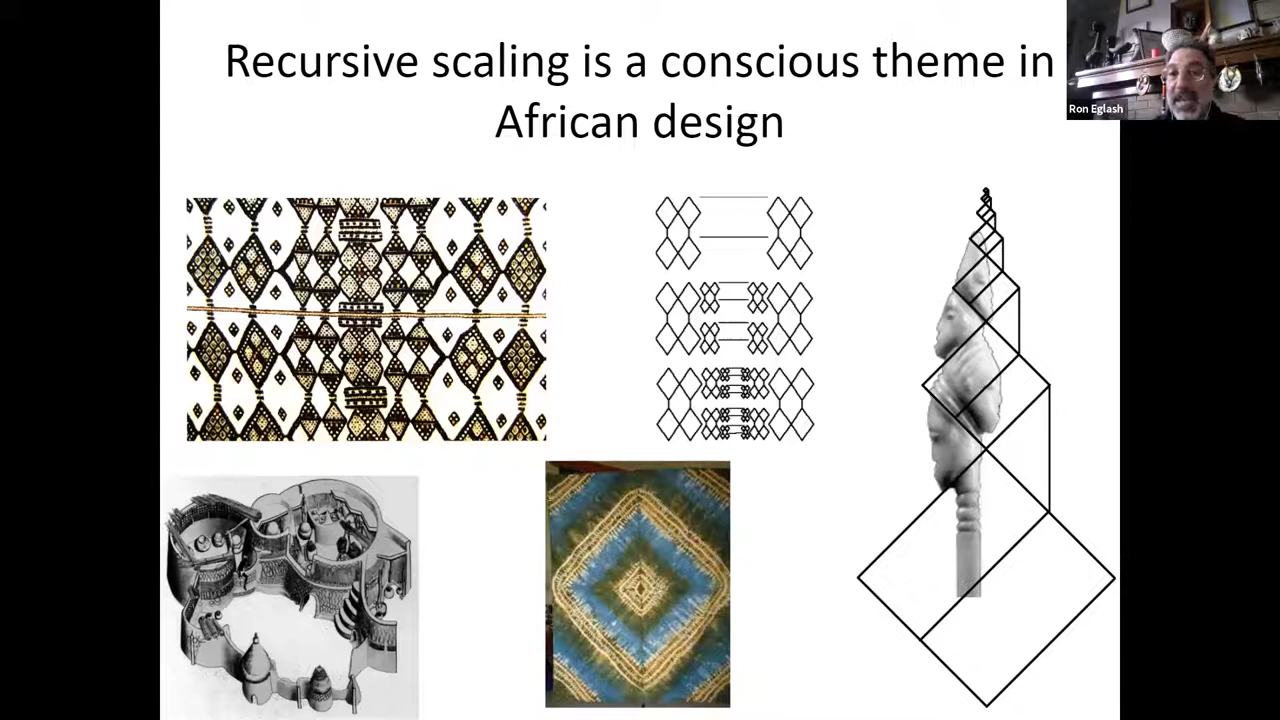 Recursive scaling is a conscious theme in
African design
Ron Eglash